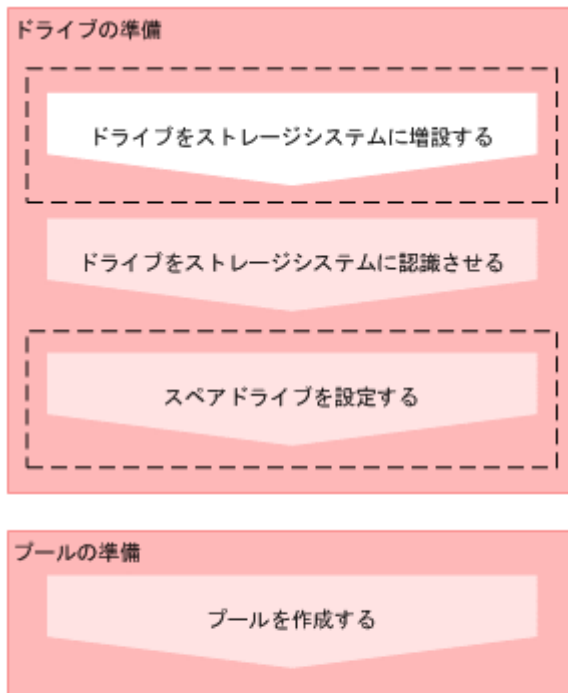 ドライブの準備
ドライブをストレージシステムに増設する
ドライブをストレージシステムに認識させる
スペアドライブを設定する
プールの準備
プールを作成する